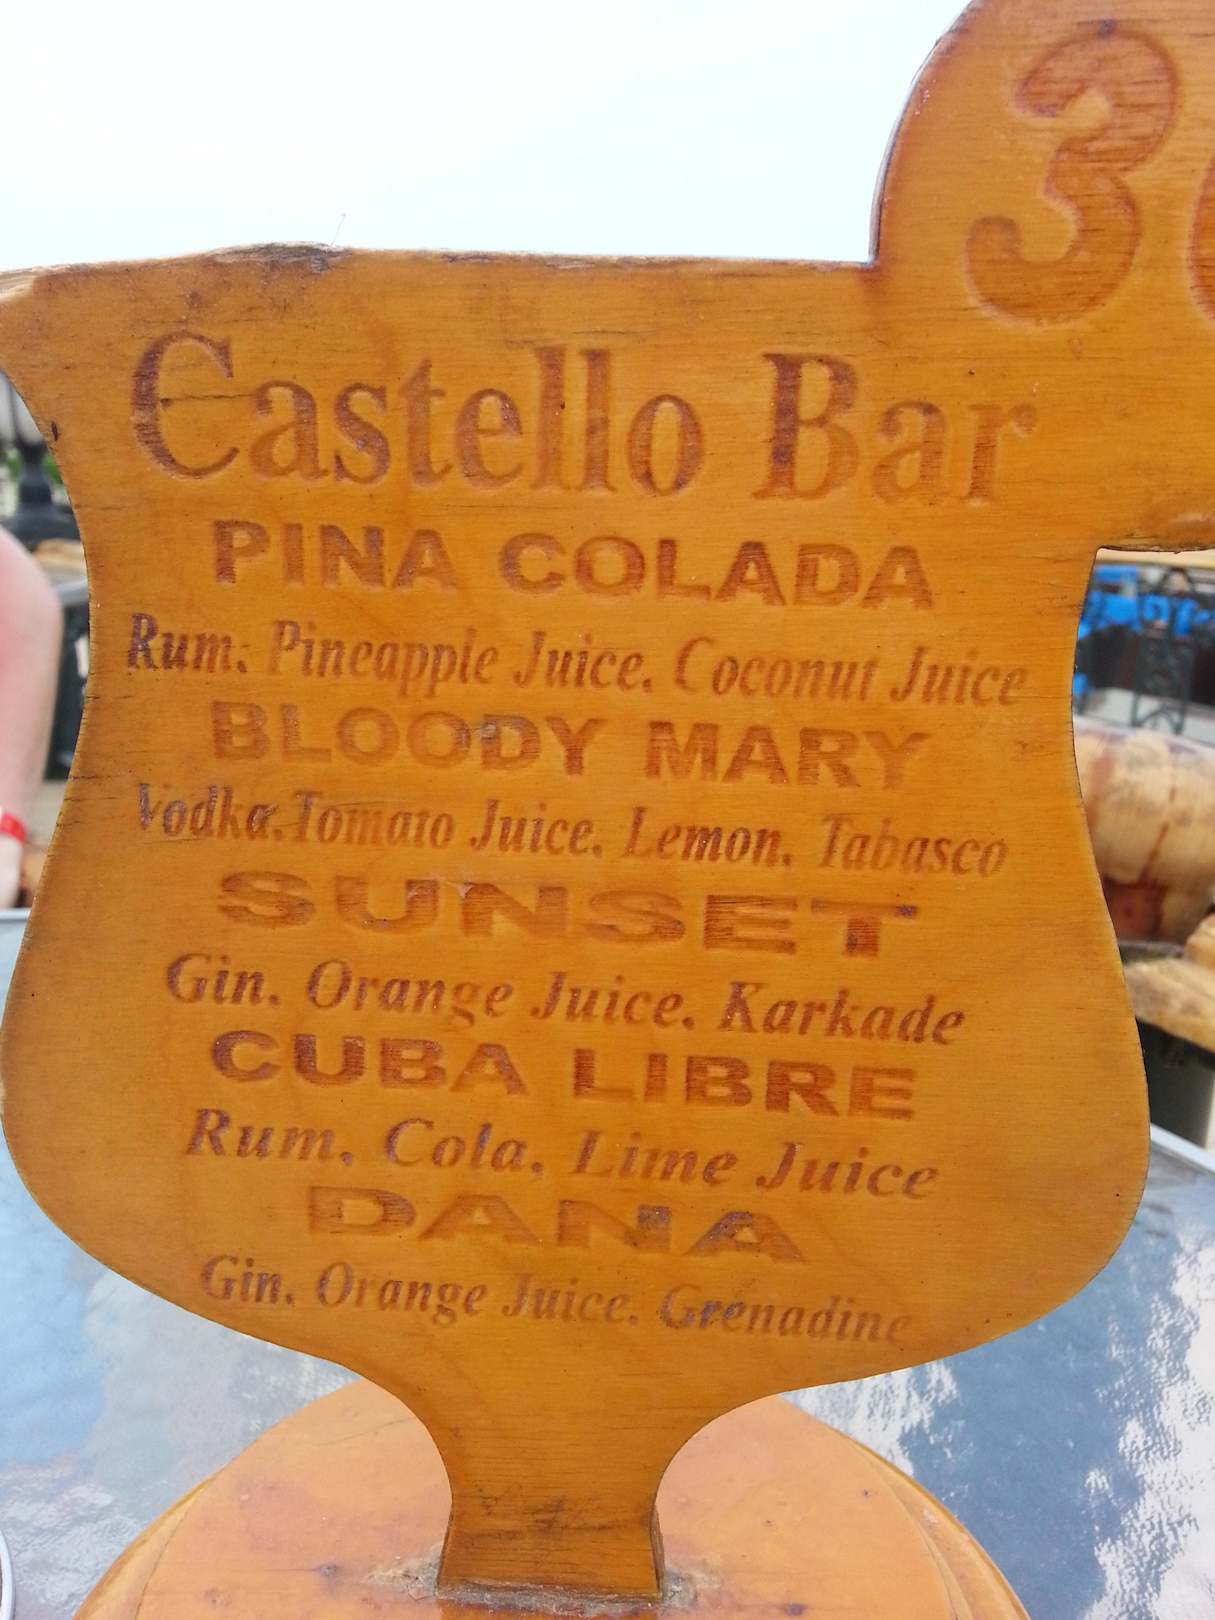 3
Castello Bar
PINA COLADA
Rum. Pineapple Juice. Coconut Juice
BLOODY MARY
Vodka.Tomato Juice. Lemon. Tabasco
SUNSET
Gin. Orange Juice. Karkade
CUBA LIBRE
Rum. Cola. Lime Juice
DANA
Gin. Orange Juice. Grenadine